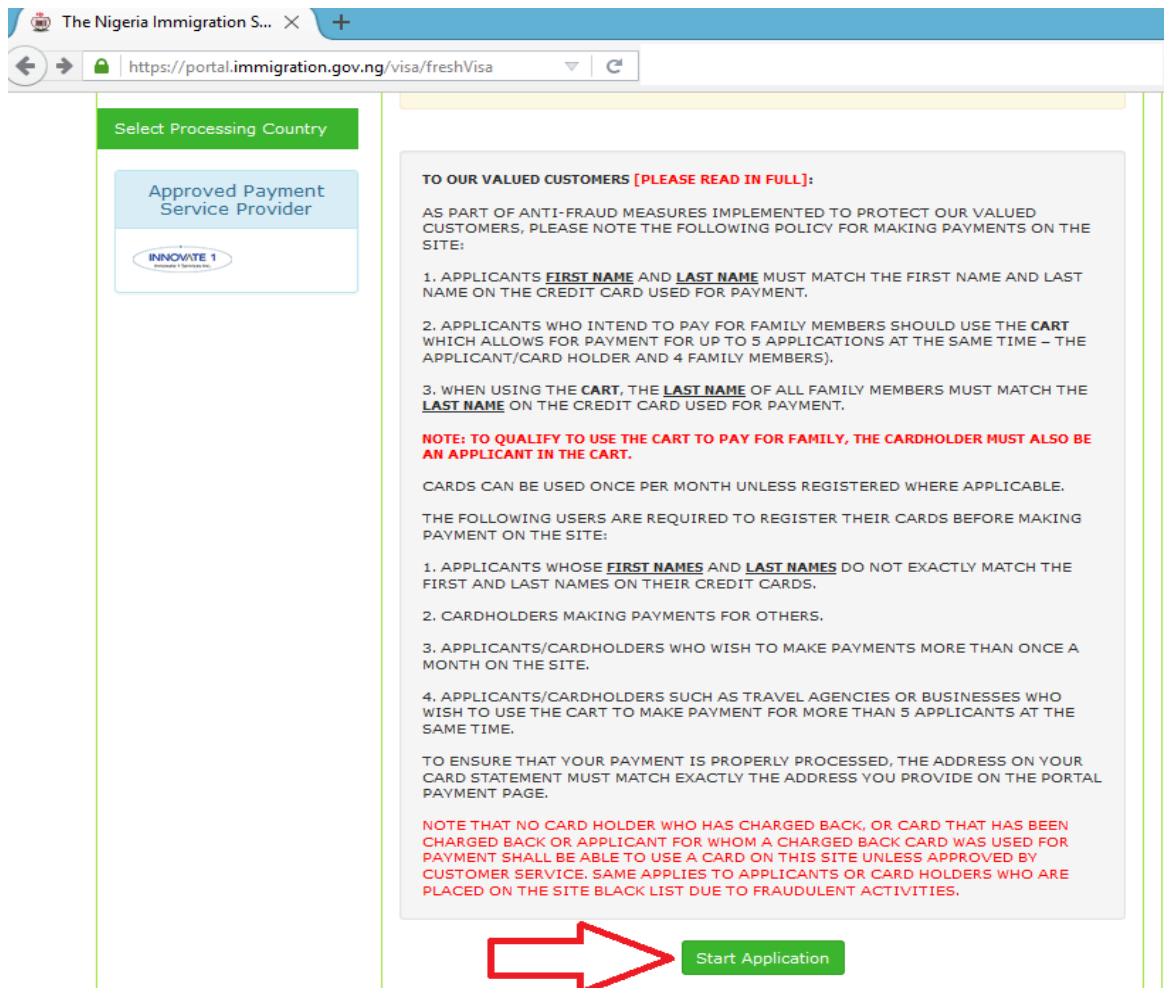 The Nigeria Immigration S...
https://portal.immigration.gov.ng/visa/freshVisa
Select Processing Country
Approved Payment
Service Provider
INNOVATE 1
Innovate 1 Services Inc.
TO OUR VALUED CUSTOMERS [PLEASE READ IN FULL]:
AS PART OF ANTI-FRAUD MEASURES IMPLEMENTED TO PROTECT OUR VALUED
CUSTOMERS, PLEASE NOTE THE FOLLOWING POLICY FOR MAKING PAYMENTS ON THE
SITE:
1. APPLICANTS FIRST NAME AND LAST NAME MUST MATCH THE FIRST NAME AND LAST
NAME ON THE CREDIT CARD USED FOR PAYMENT.
2. APPLICANTS WHO INTEND TO PAY FOR FAMILY MEMBERS SHOULD USE THE CART
WHICH ALLOWS FOR PAYMENT FOR UP TO 5 APPLICATIONS AT THE SAME TIME – THE
APPLICANT/CARD HOLDER AND 4 FAMILY MEMBERS).
3. WHEN USING THE CART, THE LAST NAME OF ALL FAMILY MEMBERS MUST MATCH THE
LAST NAME ON THE CREDIT CARD USED FOR PAYMENT.
NOTE: TO QUALIFY TO USE THE CART TO PAY FOR FAMILY, THE CARDHOLDER MUST ALSO BE
AN APPLICANT IN THE CART.
CARDS CAN BE USED ONCE PER MONTH UNLESS REGISTERED WHERE APPLICABLE.
THE FOLLOWING USERS ARE REQUIRED TO REGISTER THEIR CARDS BEFORE MAKING
PAYMENT ON THE SITE:
1. APPLICANTS WHOSE FIRST NAMES AND LAST NAMES DO NOT EXACTLY MATCH THE
FIRST AND LAST NAMES ON THEIR CREDIT CARDS.
2. CARDHOLDERS MAKING PAYMENTS FOR OTHERS.
3. APPLICANTS/CARDHOLDERS WHO WISH TO MAKE PAYMENTS MORE THAN ONCE A
MONTH ON THE SITE.
4. APPLICANTS/CARDHOLDERS SUCH AS TRAVEL AGENCIES OR BUSINESSES WHO
WISH TO USE THE CART TO MAKE PAYMENT FOR MORE THAN 5 APPLICANTS AT THE
SAME TIME.
TO ENSURE THAT YOUR PAYMENT IS PROPERLY PROCESSED, THE ADDRESS ON YOUR
CARD STATEMENT MUST MATCH EXACTLY THE ADDRESS YOU PROVIDE ON THE PORTAL
PAYMENT PAGE.
NOTE THAT NO CARD HOLDER WHO HAS CHARGED BACK, OR CARD THAT HAS BEEN
CHARGED BACK OR APPLICANT FOR WHOM A CHARGED BACK CARD WAS USED FOR
PAYMENT SHALL BE ABLE TO USE A CARD ON THIS SITE UNLESS APPROVED BY
CUSTOMER SERVICE. SAME APPLIES TO APPLICANTS OR CARD HOLDERS WHO ARE
PLACED ON THE SITE BLACK LIST DUE TO FRAUDULENT ACTIVITIES.
Start Application